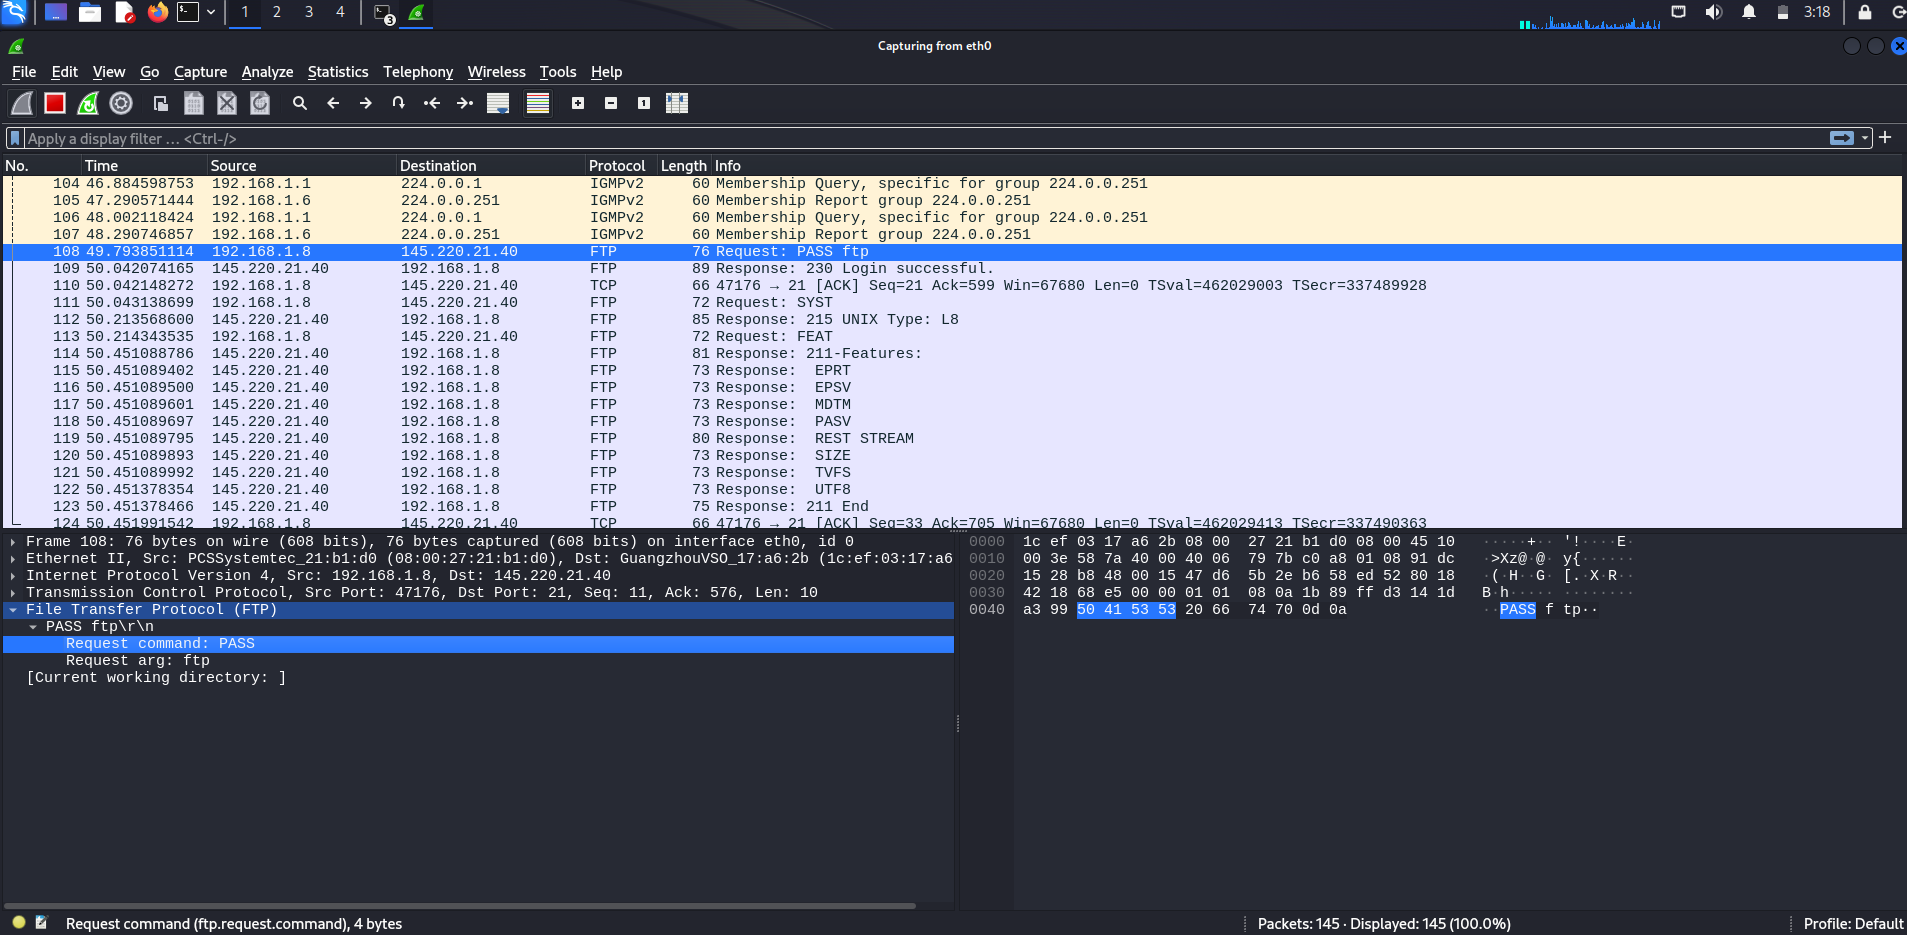 1 2 3 4 3 3:18
Capturing from eth0
File Edit View Go Capture Analyze Statistics Telephony Wireless Tools Help
Apply a display filter … <Ctrl-/>
No. Time Source Destination Protocol Length Info
104 46.884598753 192.168.1.1 224.0.0.1 IGMPv2 60 Membership Query, specific for group 224.0.0.251
105 47.290571444 192.168.1.6 224.0.0.251 IGMPv2 60 Membership Report group 224.0.0.251
106 48.002118424 192.168.1.1 224.0.0.1 IGMPv2 60 Membership Query, specific for group 224.0.0.251
107 48.290746857 192.168.1.6 224.0.0.251 IGMPv2 60 Membership Report group 224.0.0.251
108 49.793851114 192.168.1.8 145.220.21.40 FTP 76 Request: PASS ftp
109 50.042074165 145.220.21.40 192.168.1.8 FTP 89 Response: 230 Login successful.
110 50.042148272 192.168.1.8 145.220.21.40 TCP 66 47176 → 21 [ACK] Seq=21 Ack=599 Win=67680 Len=0 TSval=462029003 TSecr=337489928
111 50.043138699 192.168.1.8 145.220.21.40 FTP 72 Request: SYST
112 50.213568600 145.220.21.40 192.168.1.8 FTP 85 Response: 215 UNIX Type: L8
113 50.214343535 192.168.1.8 145.220.21.40 FTP 72 Request: FEAT
114 50.451088786 145.220.21.40 192.168.1.8 FTP 81 Response: 211-Features:
115 50.451089402 145.220.21.40 192.168.1.8 FTP 73 Response:  EPRT
116 50.451089500 145.220.21.40 192.168.1.8 FTP 73 Response:  EPSV
117 50.451089601 145.220.21.40 192.168.1.8 FTP 73 Response:  MDTM
118 50.451089697 145.220.21.40 192.168.1.8 FTP 73 Response:  PASV
119 50.451089795 145.220.21.40 192.168.1.8 FTP 80 Response:  REST STREAM
120 50.451089893 145.220.21.40 192.168.1.8 FTP 73 Response:  SIZE
121 50.451089992 145.220.21.40 192.168.1.8 FTP 73 Response:  TVFS
122 50.451378354 145.220.21.40 192.168.1.8 FTP 73 Response:  UTF8
123 50.451378466 145.220.21.40 192.168.1.8 FTP 75 Response: 211 End
124 50.451991542 192.168.1.8 145.220.21.40 TCP 66 47176 → 21 [ACK] Seq=33 Ack=705 Win=67680 Len=0 TSval=462029413 TSecr=337490363
Frame 108: 76 bytes on wire (608 bits), 76 bytes captured (608 bits) on interface eth0, id 0
Ethernet II, Src: PCSSystemtec_21:b1:d0 (08:00:27:21:b1:d0), Dst: GuangzhouVSO_17:a6:2b (1c:ef:03:17:a6
Internet Protocol Version 4, Src: 192.168.1.8, Dst: 145.220.21.40
Transmission Control Protocol, Src Port: 47176, Dst Port: 21, Seq: 11, Ack: 576, Len: 10
File Transfer Protocol (FTP)
PASS ftp\r\n
Request command: PASS
Request arg: ftp
[Current working directory: ]
0000 1c ef 03 17 a6 2b 08 00 27 21 b1 d0 08 00 45 10 ·····+·· '!····E·
0010 00 3e 58 7a 40 00 40 06 79 7b c0 a8 01 08 91 dc ·>Xz@·@· y{······
0020 15 28 b8 48 00 15 47 d6 5b 2e b6 58 ed 52 80 18 ·(·H··G· [.·X·R··
0030 42 18 68 e5 00 00 01 01 08 0a 1b 89 ff d3 14 1d B·h····· ········
0040 a3 99 50 41 53 53 20 66 74 70 0d 0a ··PASS f tp··
Request command (ftp.request.command), 4 bytes
Packets: 145 · Displayed: 145 (100.0%)
Profile: Default